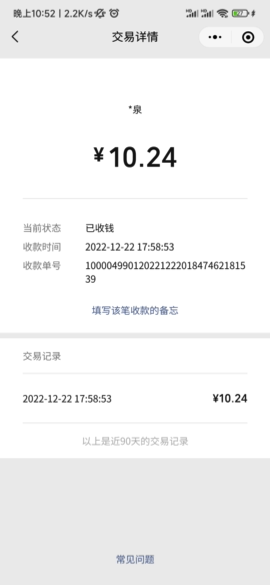 晚上10:52 | 2.2K/s
交易详情
*泉
¥10.24
当前状态 已收钱
收款时间 2022-12-22 17:58:53
收款单号 100004990120221222018474621815
39
填写该笔收款的备忘
交易记录
2022-12-22 17:58:53 ¥10.24
以上是近90天的交易记录
常见问题